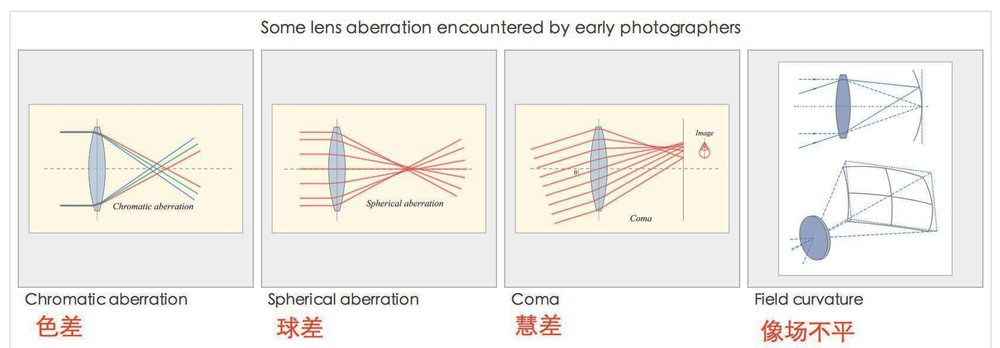 Some lens aberration encountered by early photographers
Chromatic aberration
Spherical aberration
Image
θ
Coma
Chromatic aberration
Spherical aberration
Coma
Field curvature
色差
球差
慧差
像场不平